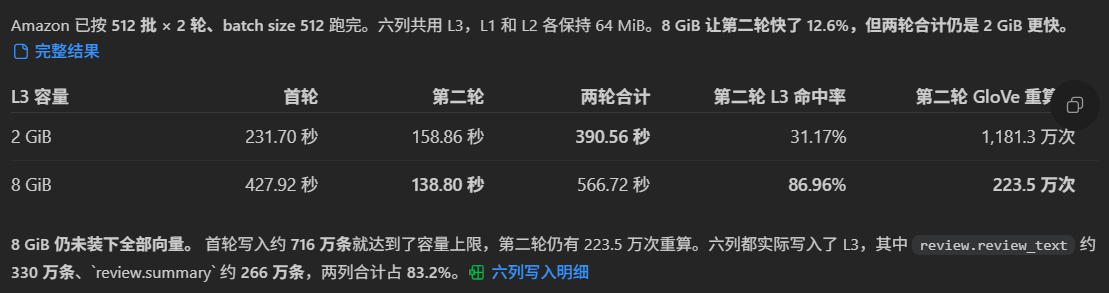 Amazon 已按 512 批 × 2 轮、batch size 512 跑完。六列共用 L3，L1 和 L2 各保持 64 MiB。8 GiB 让第二轮快了 12.6%，但两轮合计仍是 2 GiB 更快。
完整结果
L3 容量 首轮 第二轮 两轮合计 第二轮 L3 命中率 第二轮 GloVe 重
2 GiB 231.70 秒 158.86 秒 390.56 秒 31.17% 1,181.3 万次
8 GiB 427.92 秒 138.80 秒 566.72 秒 86.96% 223.5 万次
8 GiB 仍未装下全部向量。 首轮写入约 716 万条就达到了容量上限，第二轮仍有 223.5 万次重算。六列都实际写入了 L3，其中 review.review_text 约
330 万条、`review.summary` 约 266 万条，两列合计占 83.2%。 六列写入明细